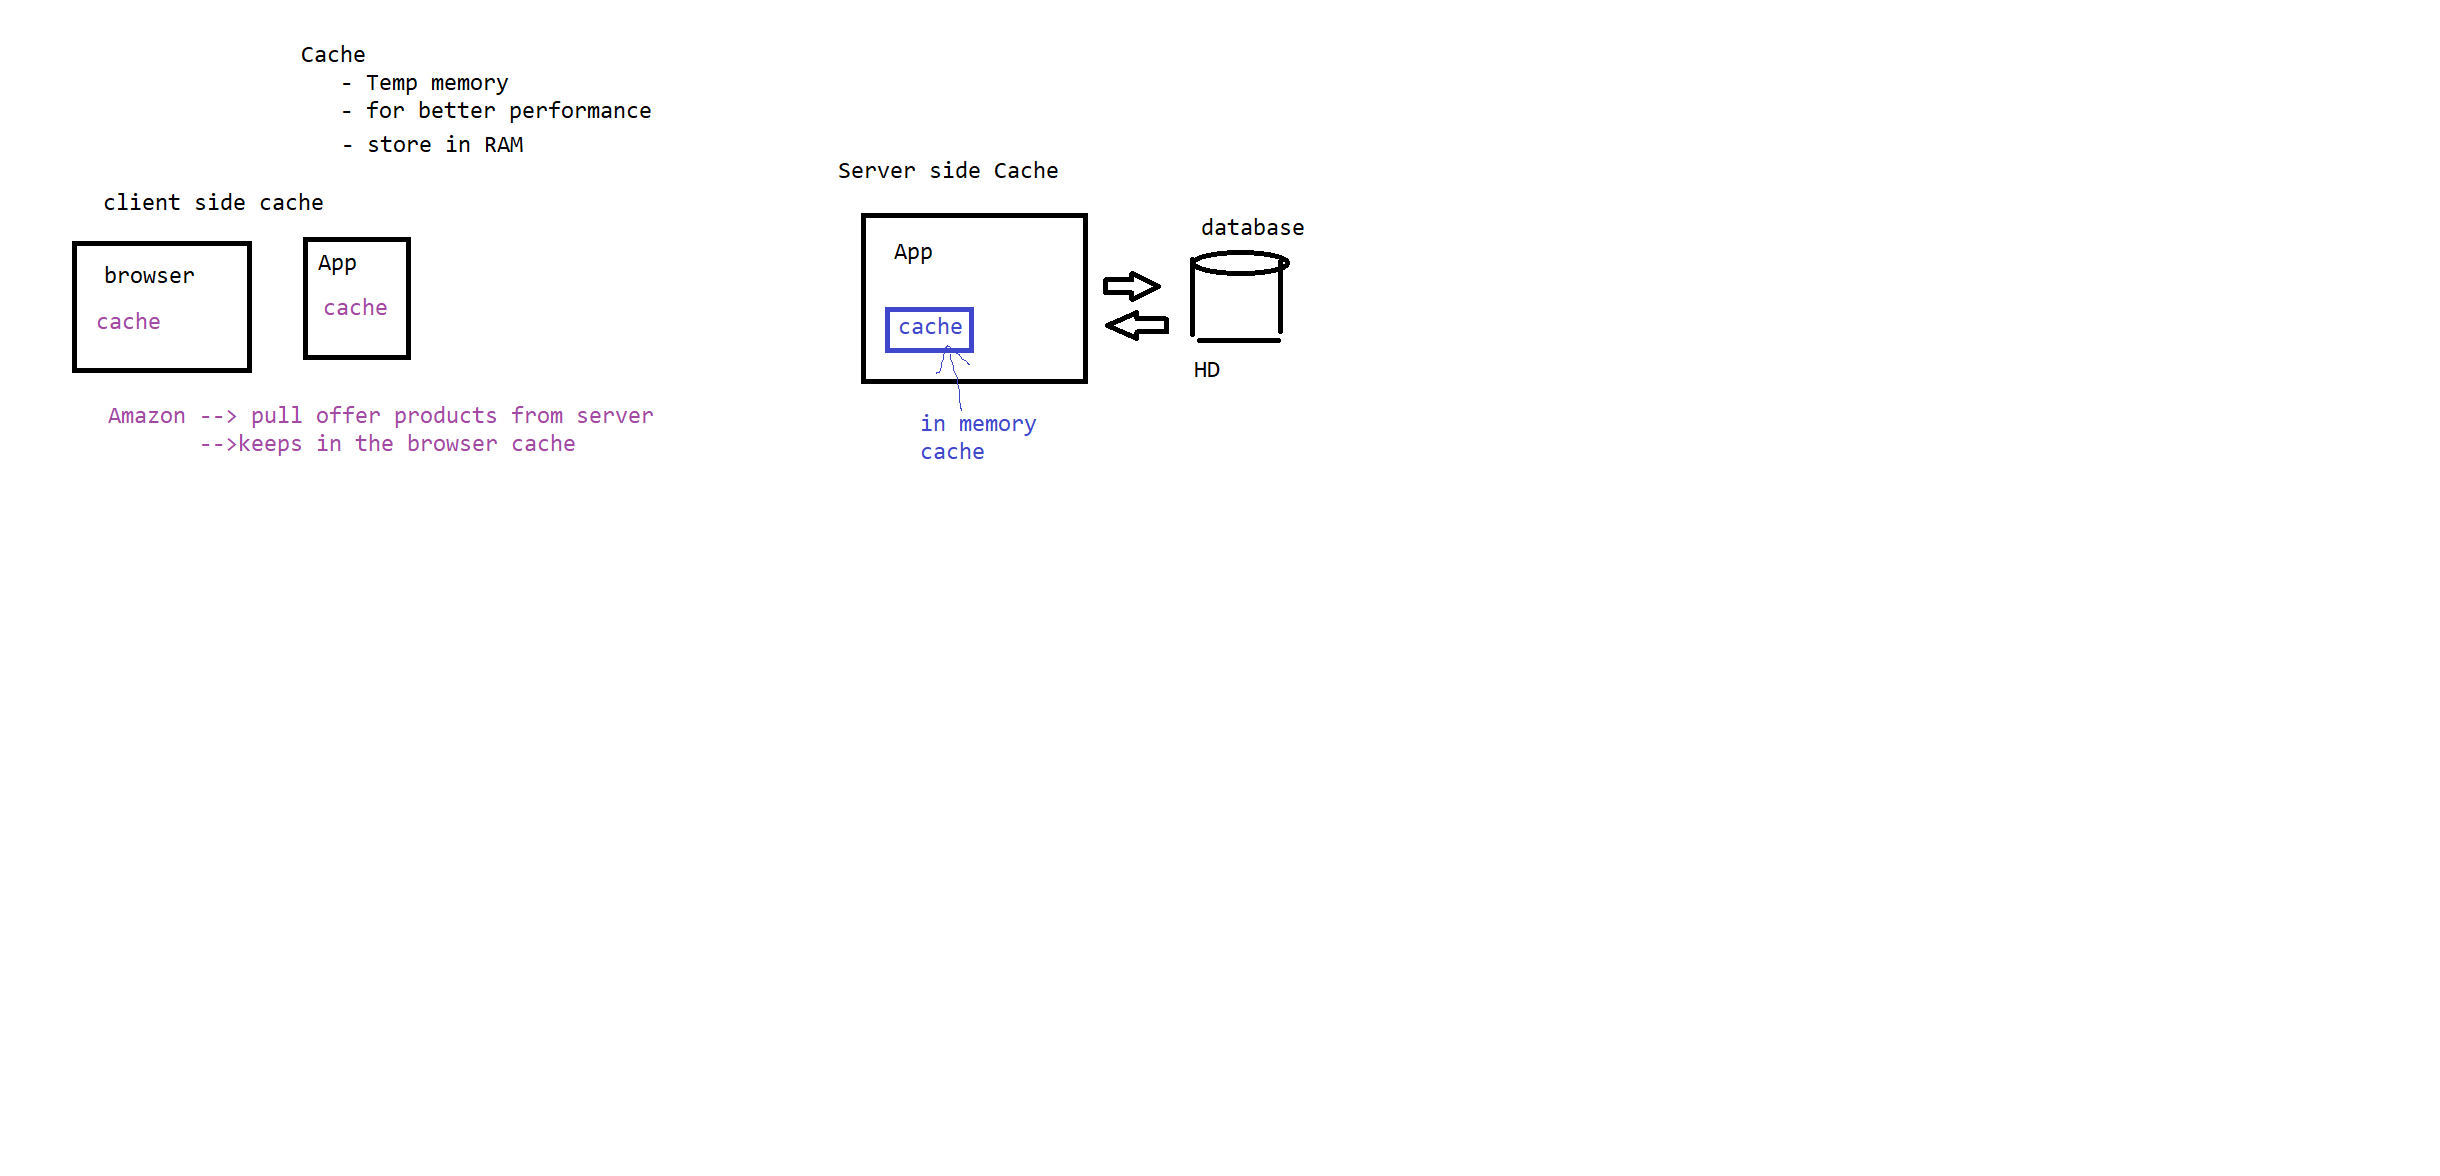 Cache
- Temp memory
- for better performance
- store in RAM
client side cache
browser
cache
App
cache
Amazon --> pull offer products from server
-->keeps in the browser cache
Server side Cache
App
cache
in memory
cache
database
HD